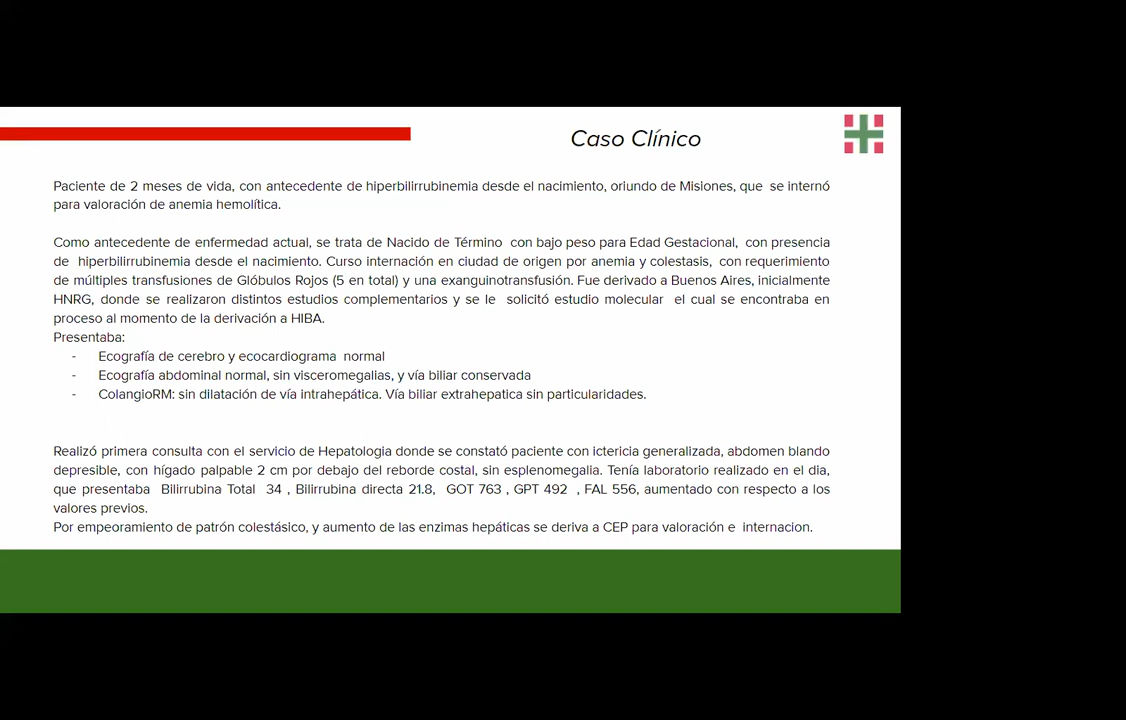 Caso Clínico
Paciente de 2 meses de vida, con antecedente de hiperbilirrubinemia desde el nacimiento, oriundo de Misiones, que se internó
para valoración de anemia hemolítica.
Como antecedente de enfermedad actual, se trata de Nacido de Término con bajo peso para Edad Gestacional, con presencia
de hiperbilirrubinemia desde el nacimiento. Curso internación en ciudad de origen por anemia y colestasis, con requerimiento
de múltiples transfusiones de Glóbulos Rojos (5 en total) y una exanguinotransfusión. Fue derivado a Buenos Aires, inicialmente
HNRG, donde se realizaron distintos estudios complementarios y se le solicitó estudio molecular el cual se encontraba en
proceso al momento de la derivación a HIBA.
Presentaba:
- Ecografía de cerebro y ecocardiograma normal
- Ecografía abdominal normal, sin visceromegalias, y vía biliar conservada
- ColangioRM: sin dilatación de vía intrahepática. Vía biliar extrahepatica sin particularidades.
Realizó primera consulta con el servicio de Hepatologia donde se constató paciente con ictericia generalizada, abdomen blando
depresible, con hígado palpable 2 cm por debajo del reborde costal, sin esplenomegalia. Tenía laboratorio realizado en el dia,
que presentaba Bilirrubina Total 34 , Bilirrubina directa 21.8, GOT 763 , GPT 492 , FAL 556, aumentado con respecto a los
valores previos.
Por empeoramiento de patrón colestásico, y aumento de las enzimas hepáticas se deriva a CEP para valoración e internacion.